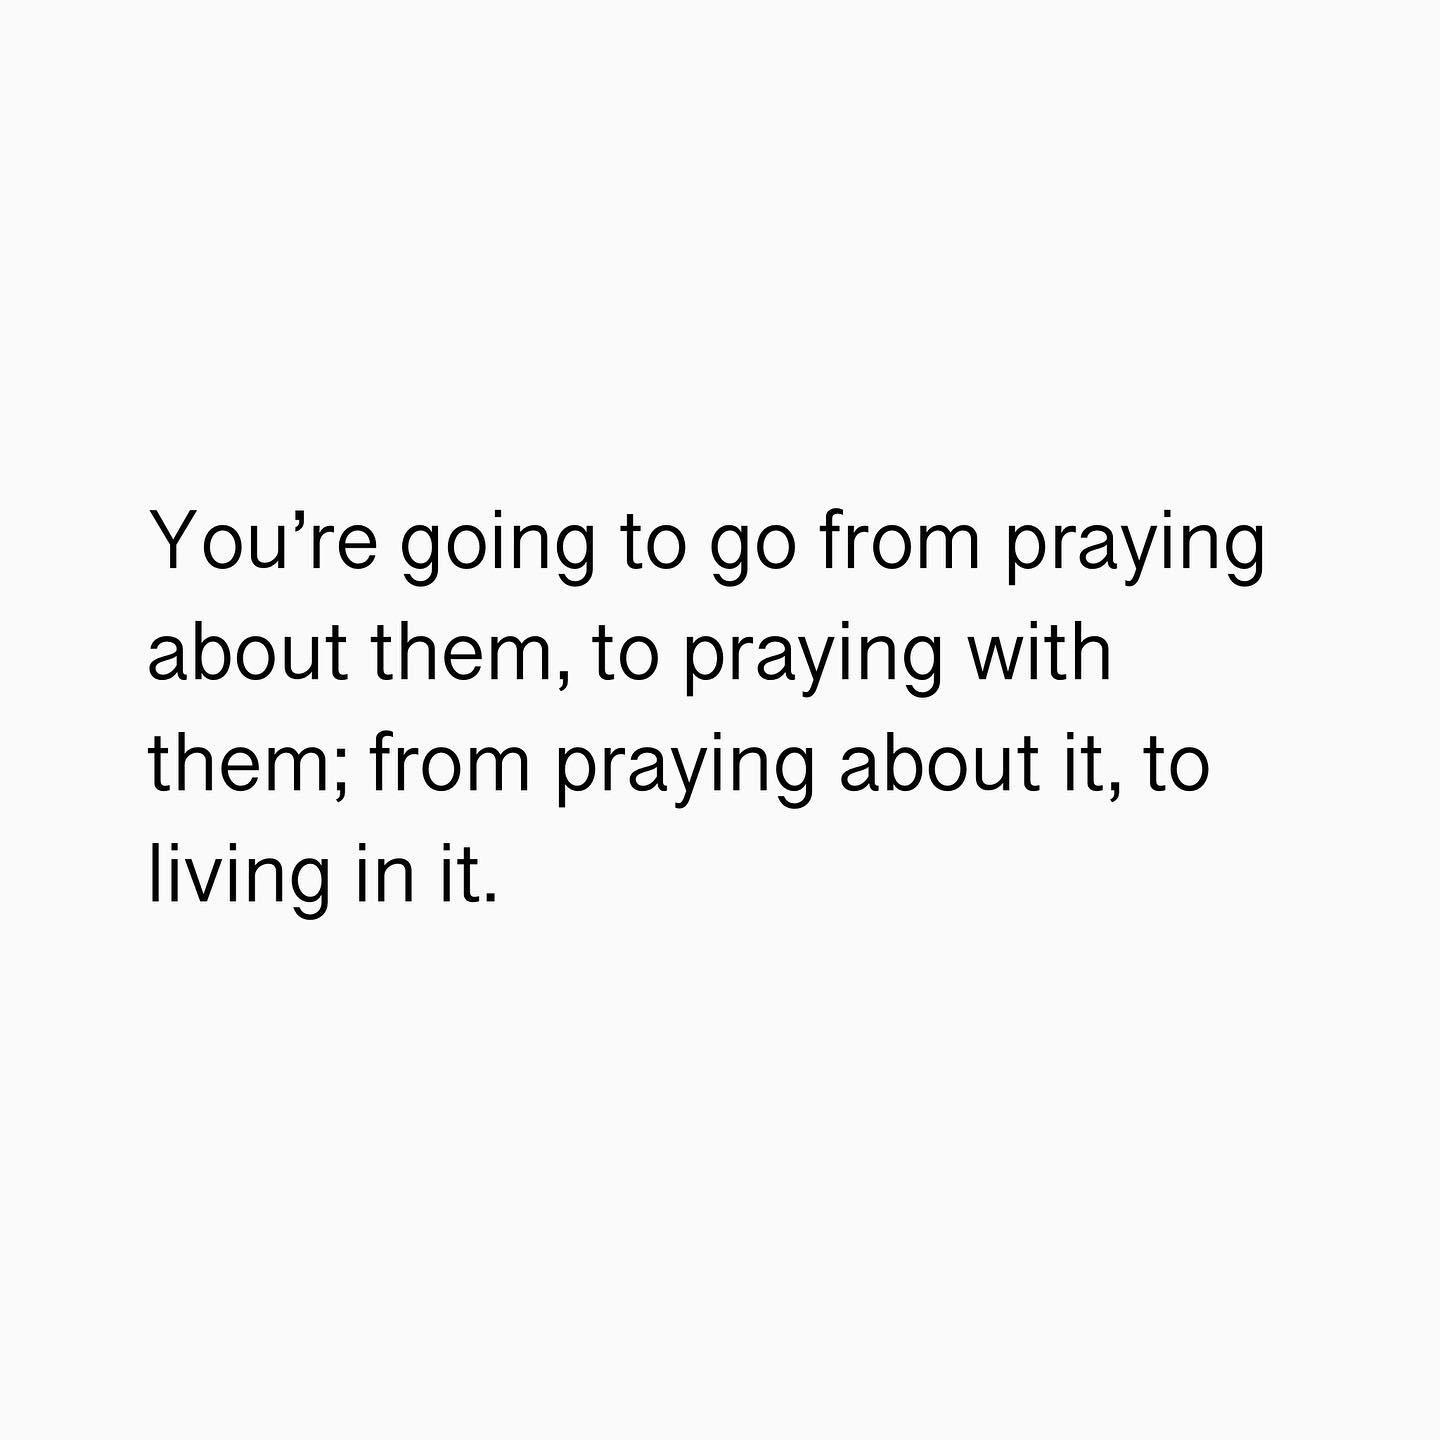 You’re going to go from praying
about them, to praying with
them; from praying about it, to
living in it.